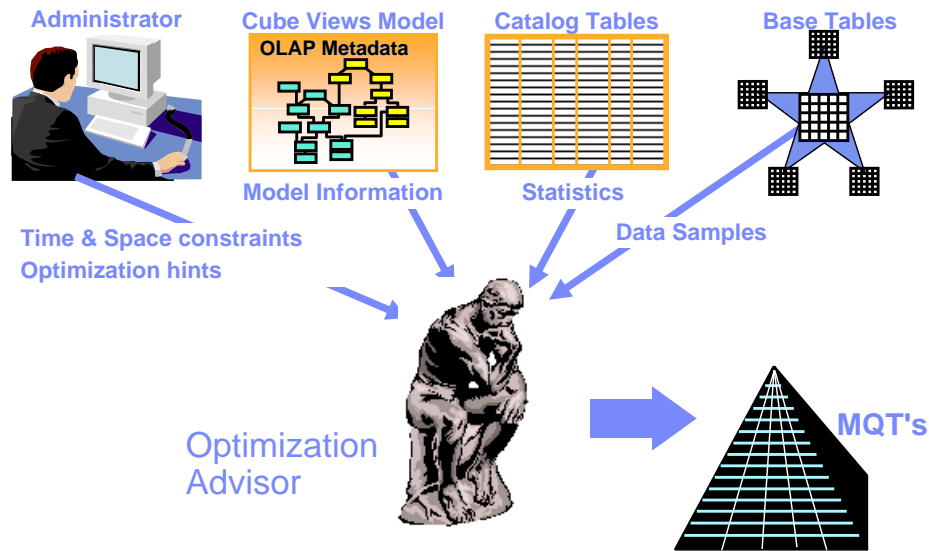 Administrator
Cube Views Model
Catalog Tables
Base Tables
OLAP Metadata
Model Information
Statistics
Data Samples
Time & Space constraints
Optimization hints
Optimization
Advisor
MQT's